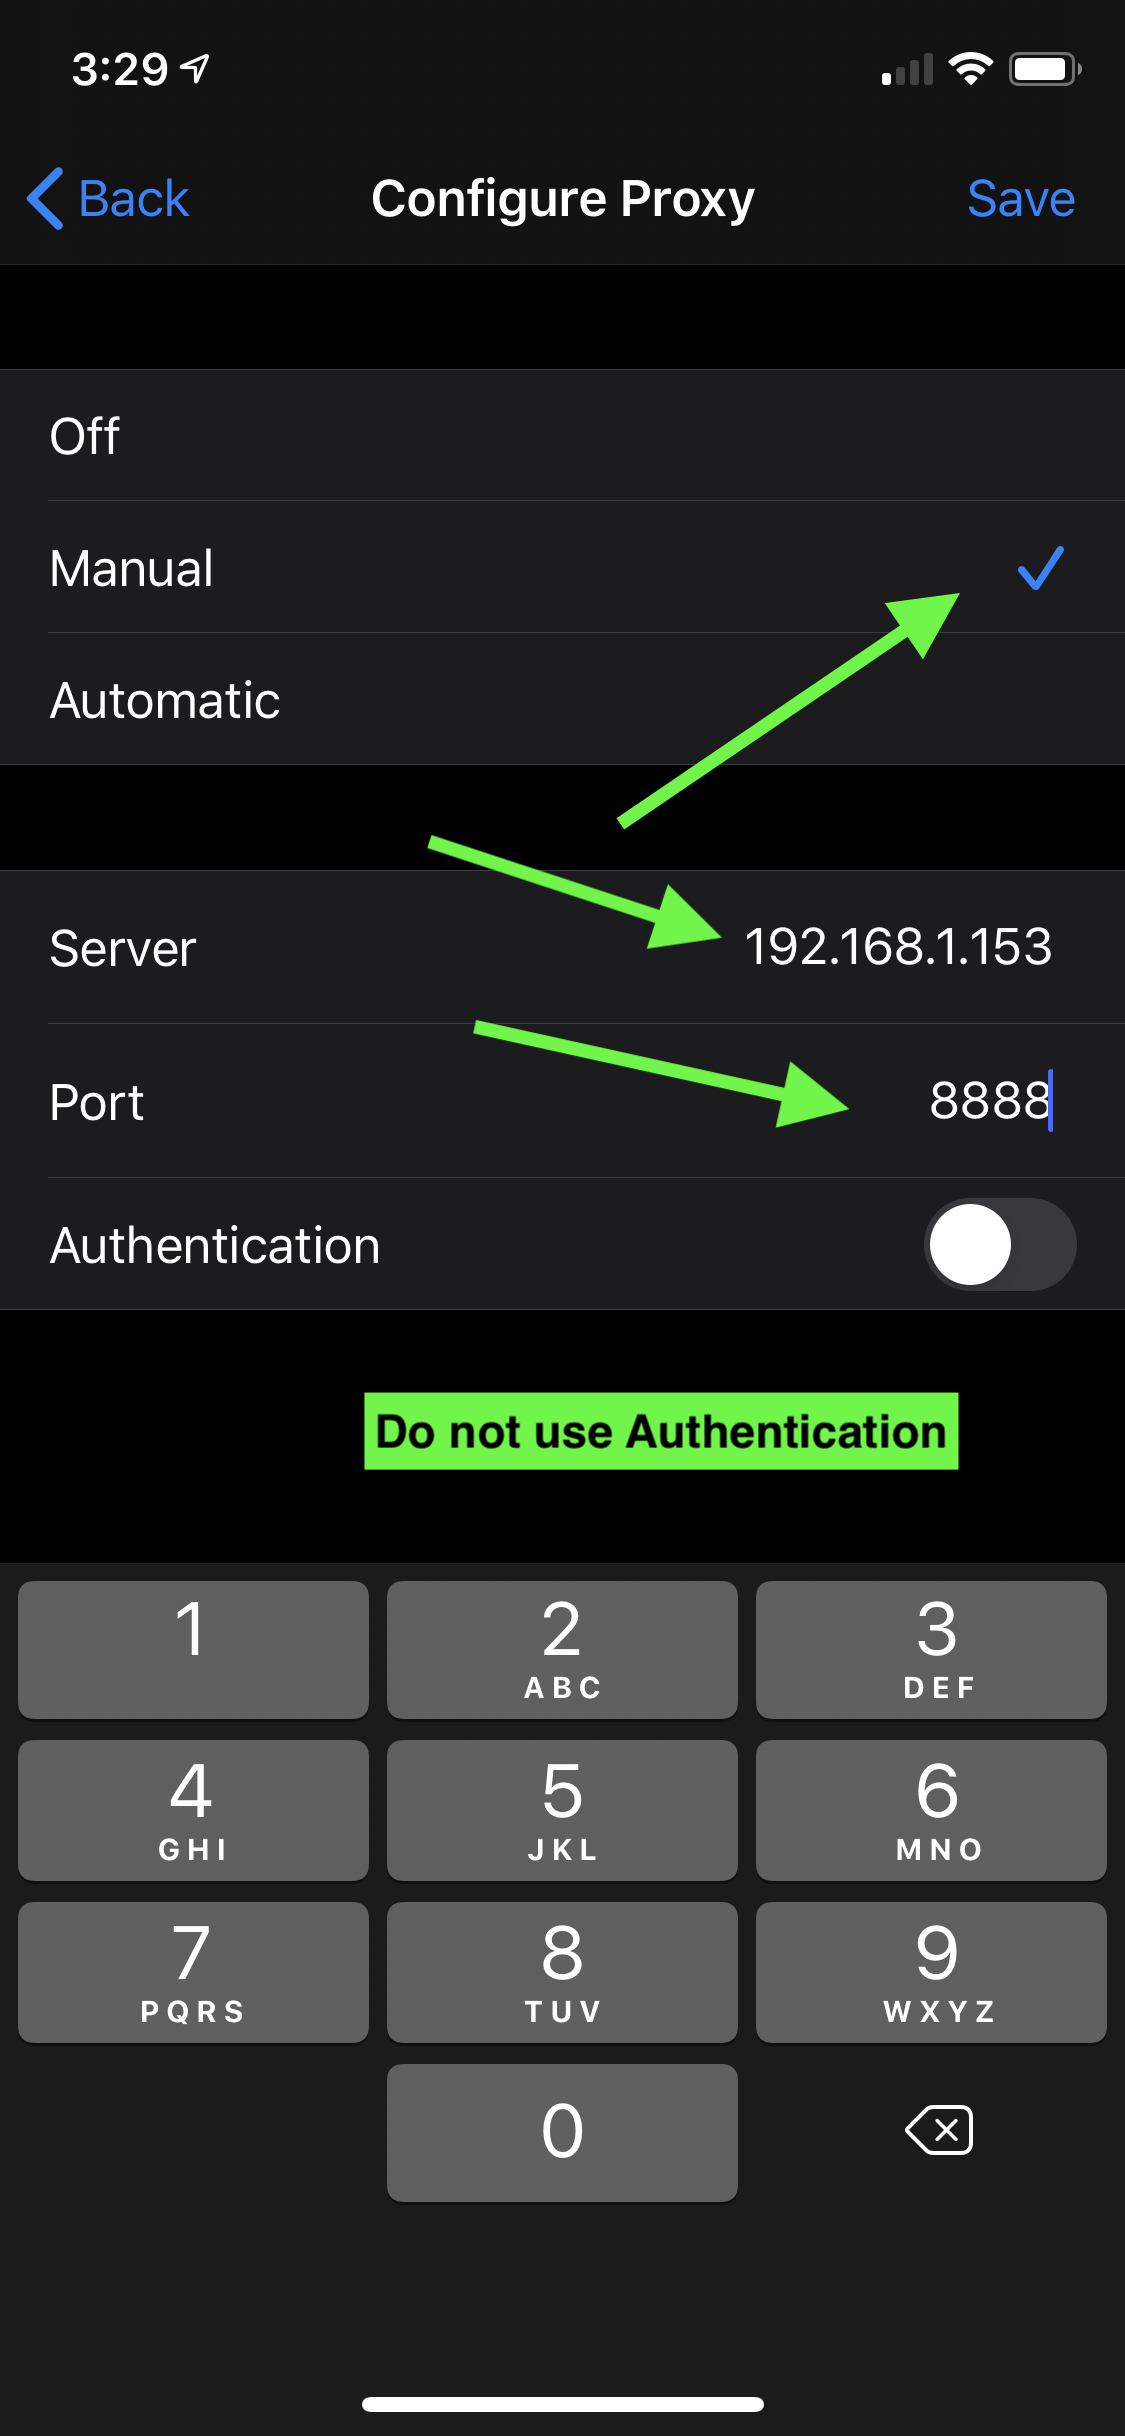 3:29
Back
Configure Proxy
Save
Off
Manual
Automatic
Server
192.168.1.153
Port
8888
Authentication
Do not use Authentication
1
2
ABC
3
DEF
4
GHI
5
JKL
6
MNO
7
PQRS
8
TUV
9
WXYZ
0